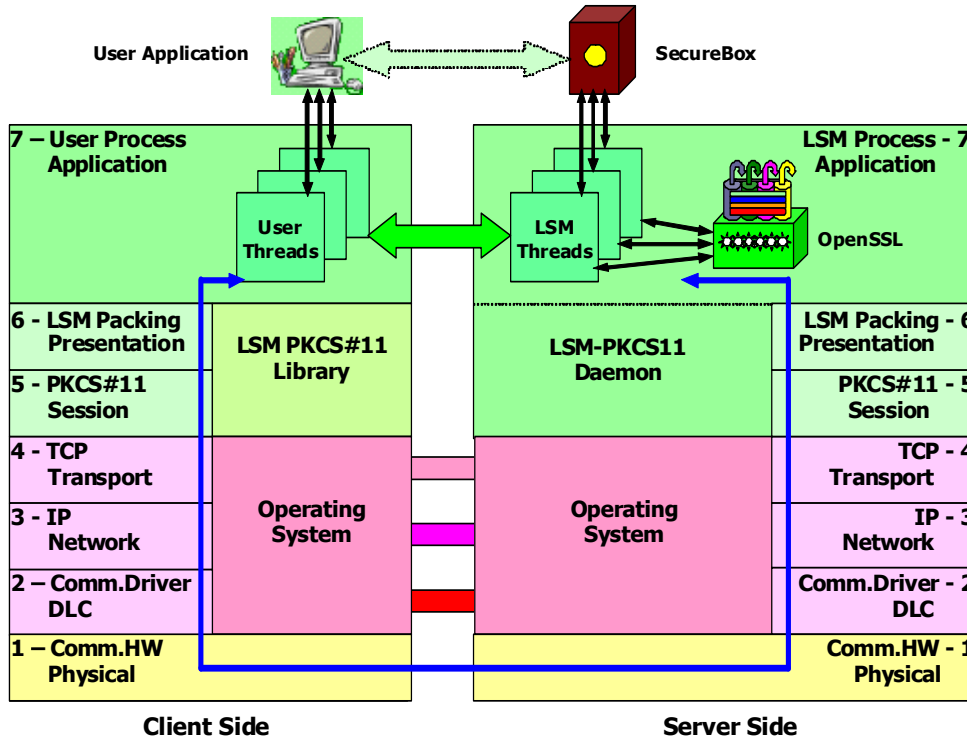 User Application
SecureBox
7 – User Process
Application
User
Threads
LSM Process - 7
Application
LSM
Threads
OpenSSL
6 - LSM Packing
Presentation
5 - PKCS#11
Session
LSM PKCS#11
Library
LSM-PKCS11
Daemon
LSM Packing - 6
Presentation
PKCS#11 - 5
Session
4 - TCP
Transport
3 - IP
Network
2 – Comm.Driver
DLC
Operating
System
Operating
System
TCP - 4
Transport
IP - 3
Network
Comm.Driver - 2
DLC
1 – Comm.HW
Physical
Comm.HW - 1
Physical
Client Side
Server Side